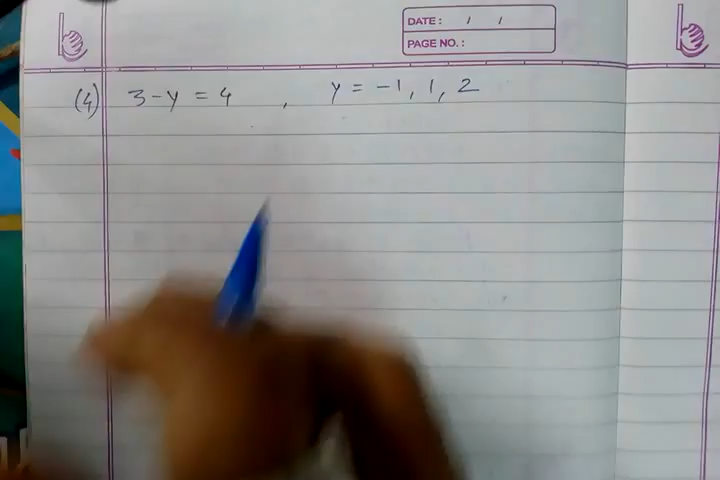 DATE : / /
PAGE NO. :
(4) 3 - y = 4 , y = -1, 1, 2